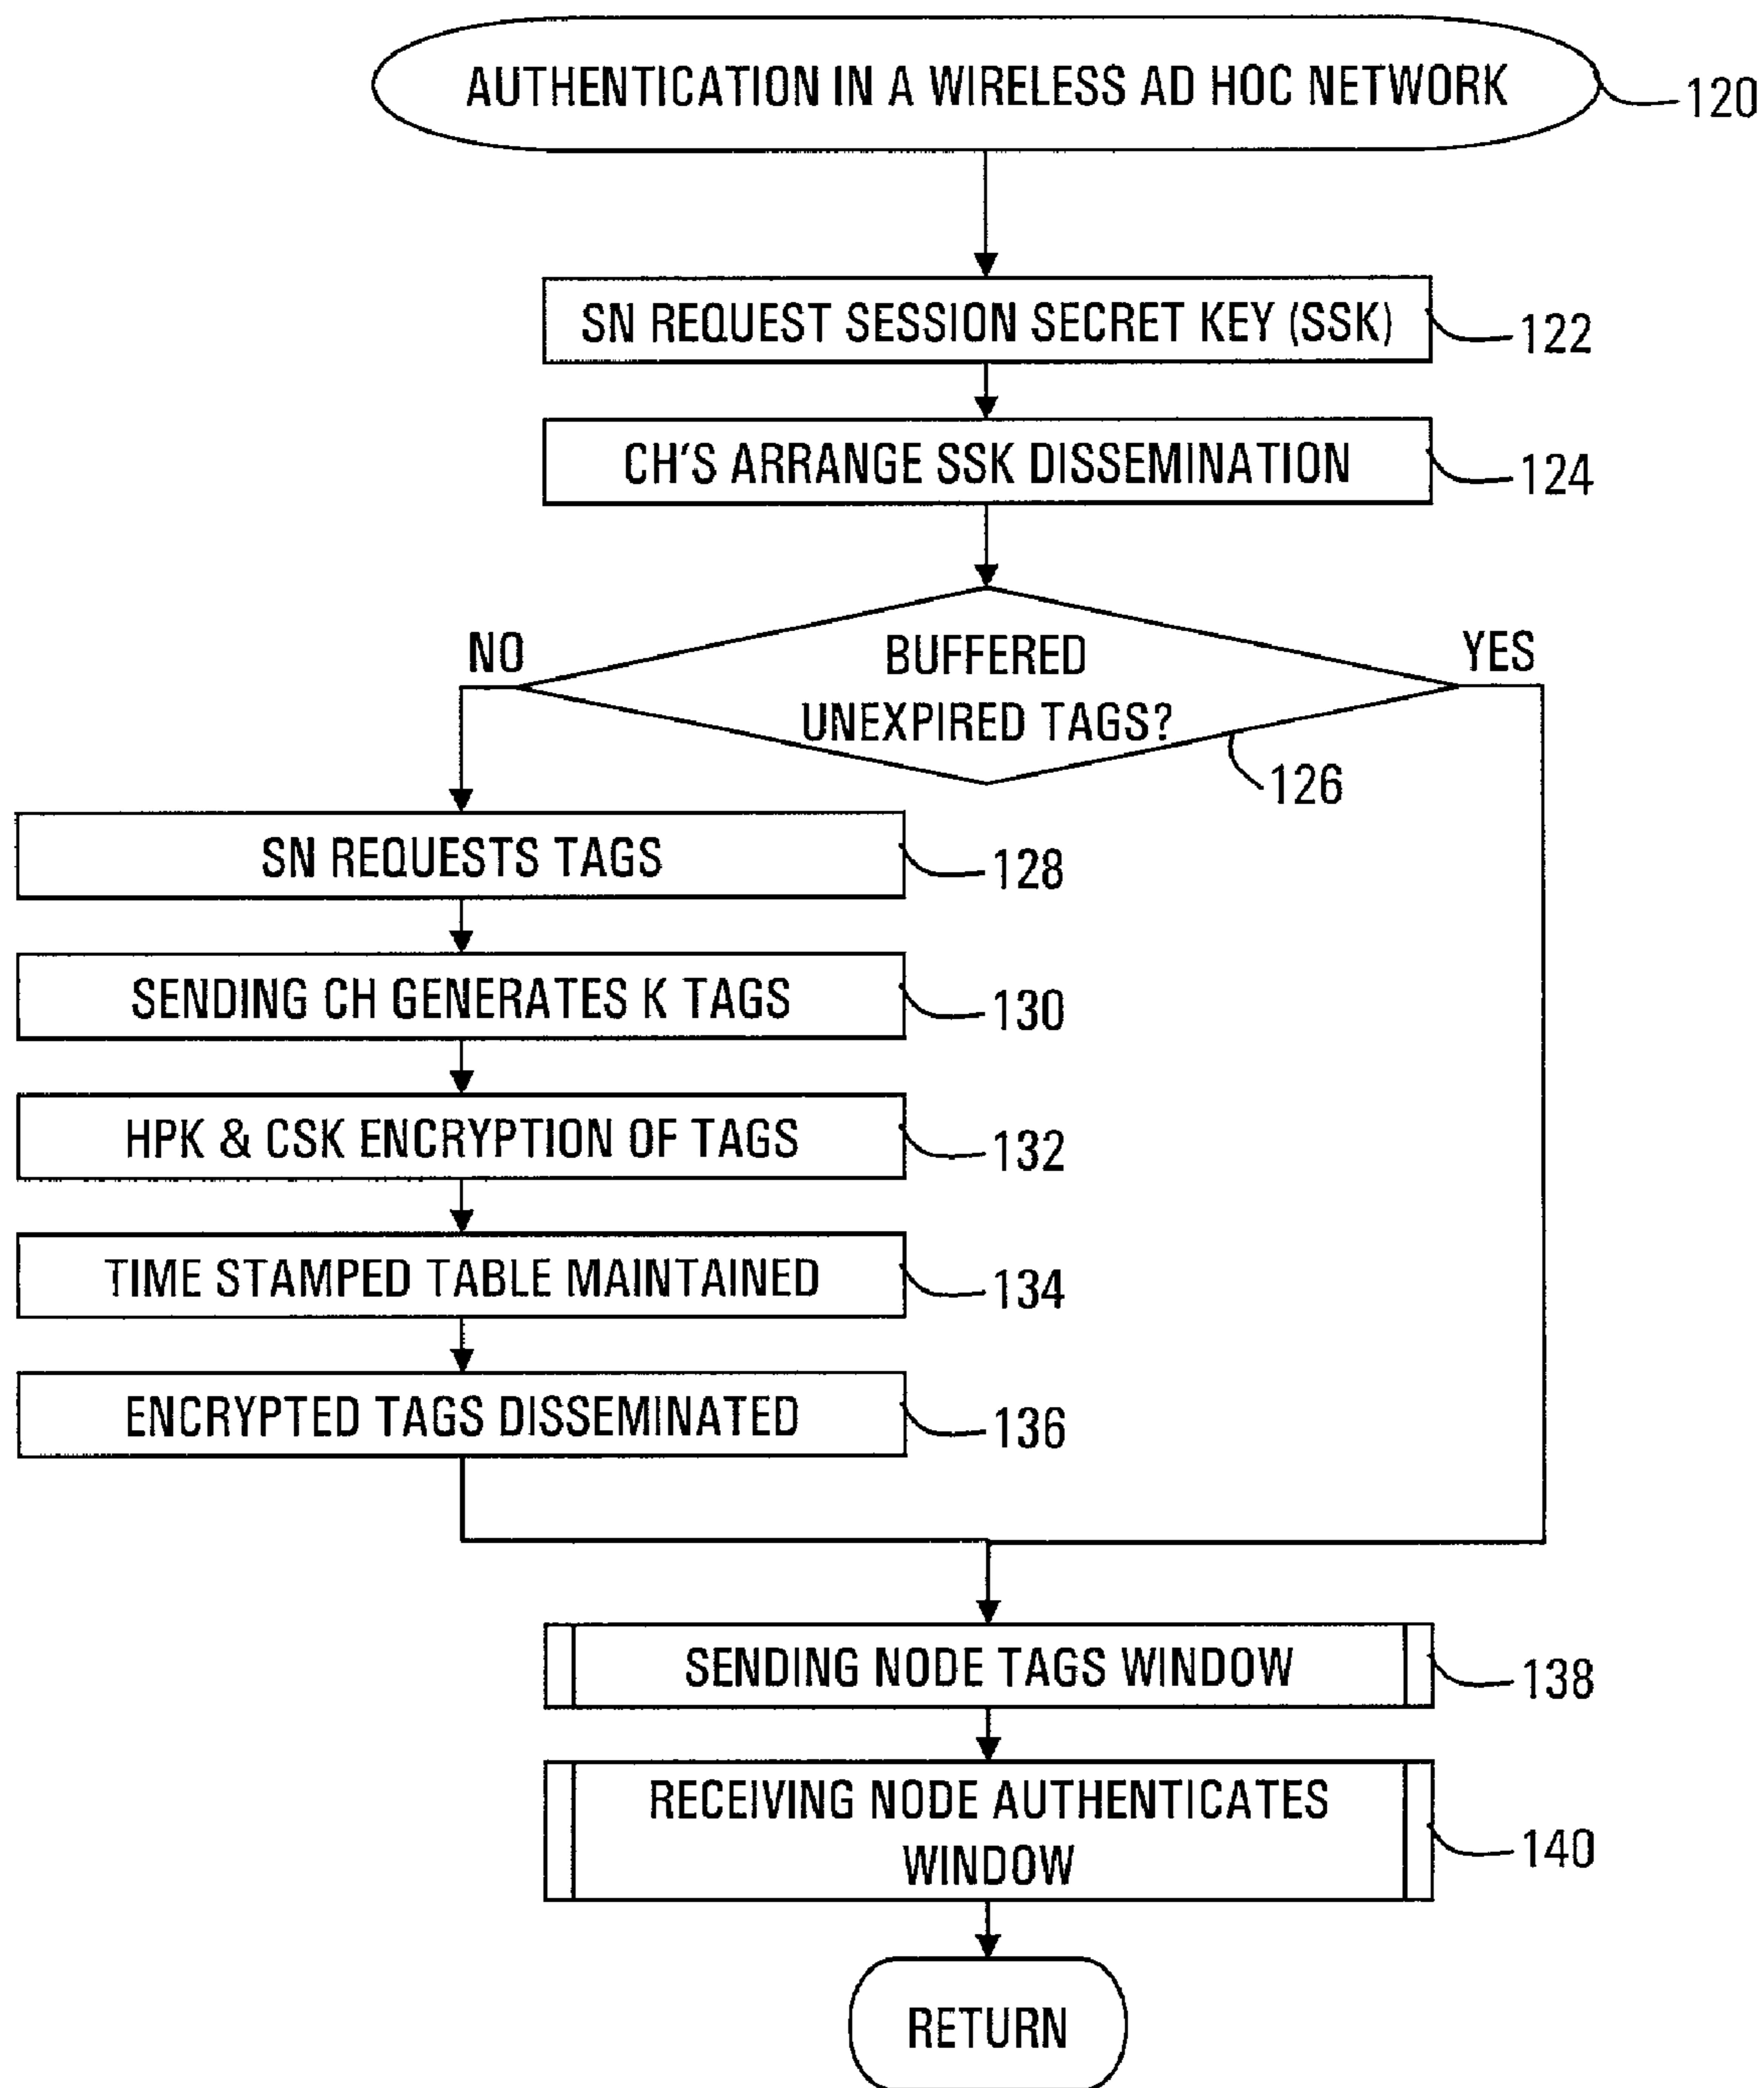 AUTHENTICATION IN A WIRELESS AD HOC NETWORK
120
SN REQUEST SESSION SECRET KEY (SSK)
122
CH'S ARRANGE SSK DISSEMINATION
124
NO
BUFFERED
UNEXPIRED TAGS?
YES
126
SN REQUESTS TAGS
128
SENDING CH GENERATES K TAGS
130
HPK & CSK ENCRYPTION OF TAGS
132
TIME STAMPED TABLE MAINTAINED
134
ENCRYPTED TAGS DISSEMINATED
136
SENDING NODE TAGS WINDOW
138
RECEIVING NODE AUTHENTICATES
WINDOW
140
RETURN